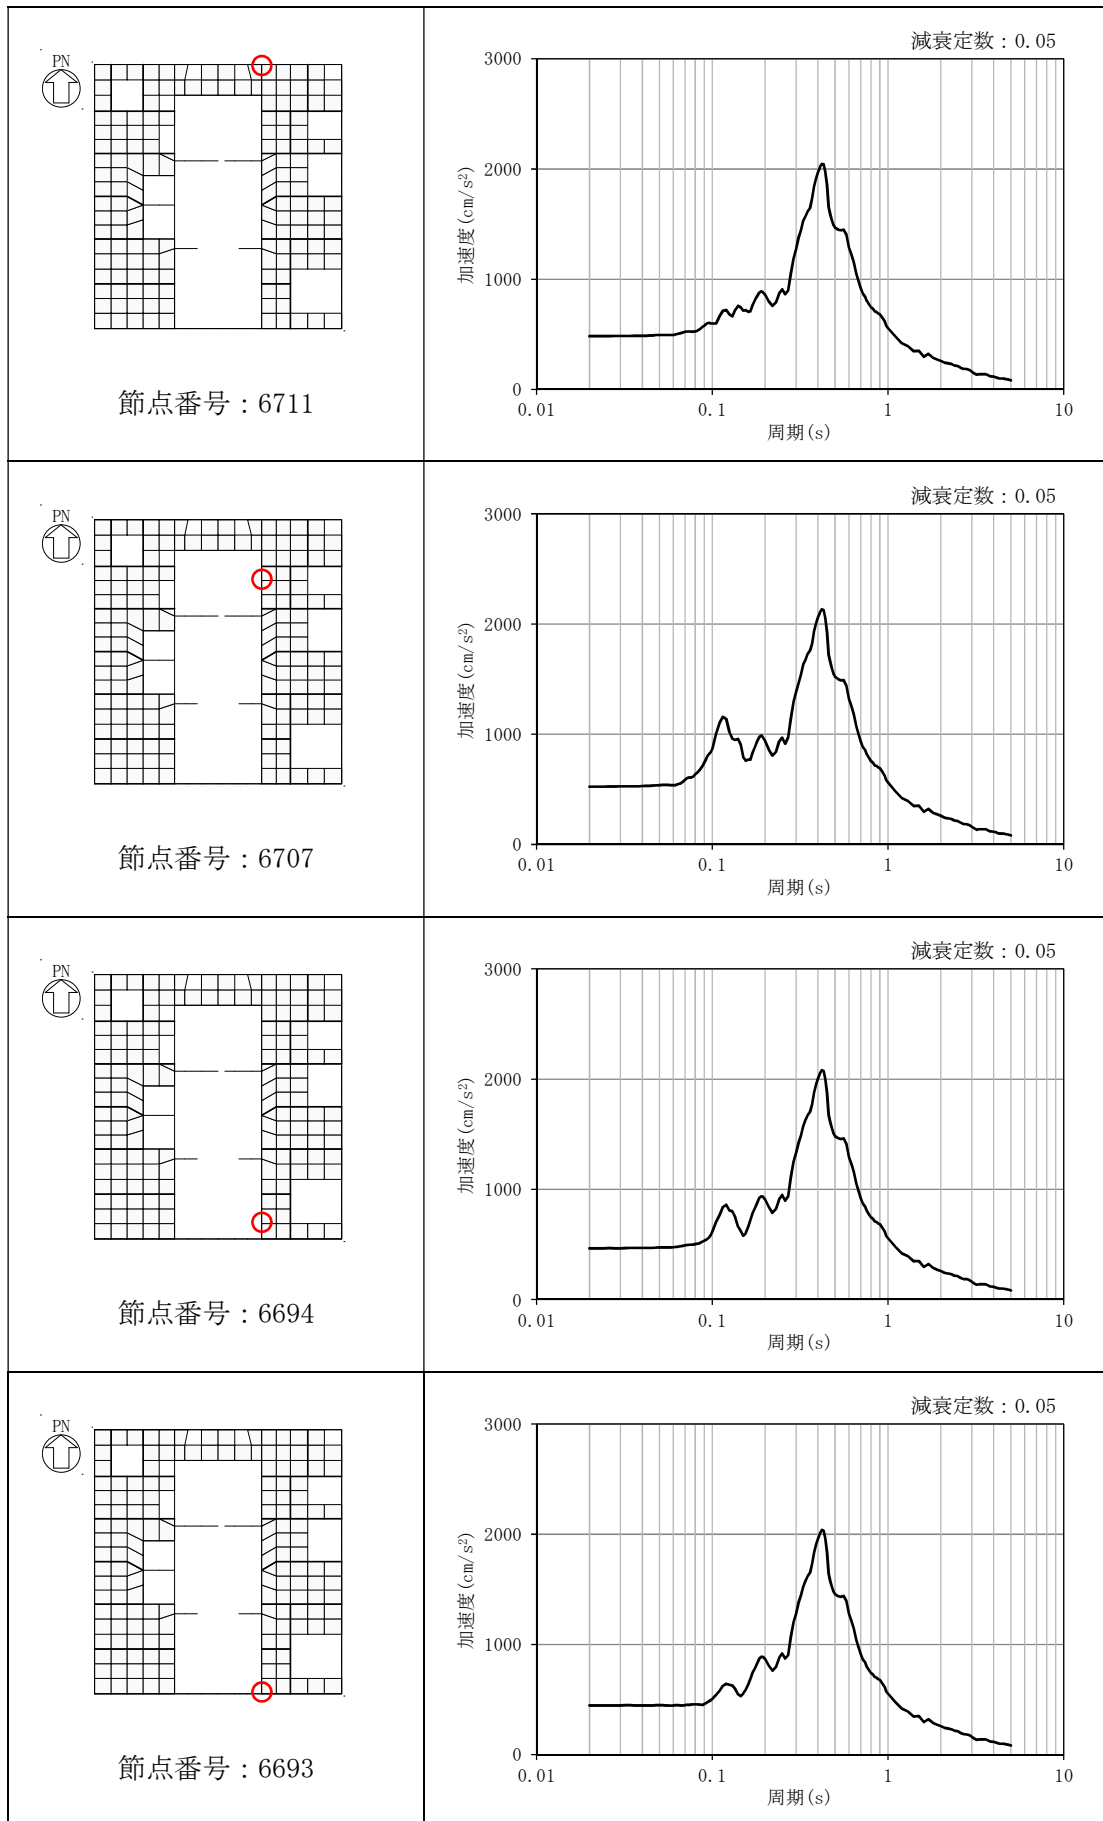 PN
節点番号：6711
減衰定数：0.05
3000
2000
1000
0
加速度(cm/s²)
0.01 0.1 1 10
周期(s)
PN
節点番号：6707
減衰定数：0.05
3000
2000
1000
0
加速度(cm/s²)
0.01 0.1 1 10
周期(s)
PN
節点番号：6694
減衰定数：0.05
3000
2000
1000
0
加速度(cm/s²)
0.01 0.1 1 10
周期(s)
PN
節点番号：6693
減衰定数：0.05
3000
2000
1000
0
加速度(cm/s²)
0.01 0.1 1 10
周期(s)